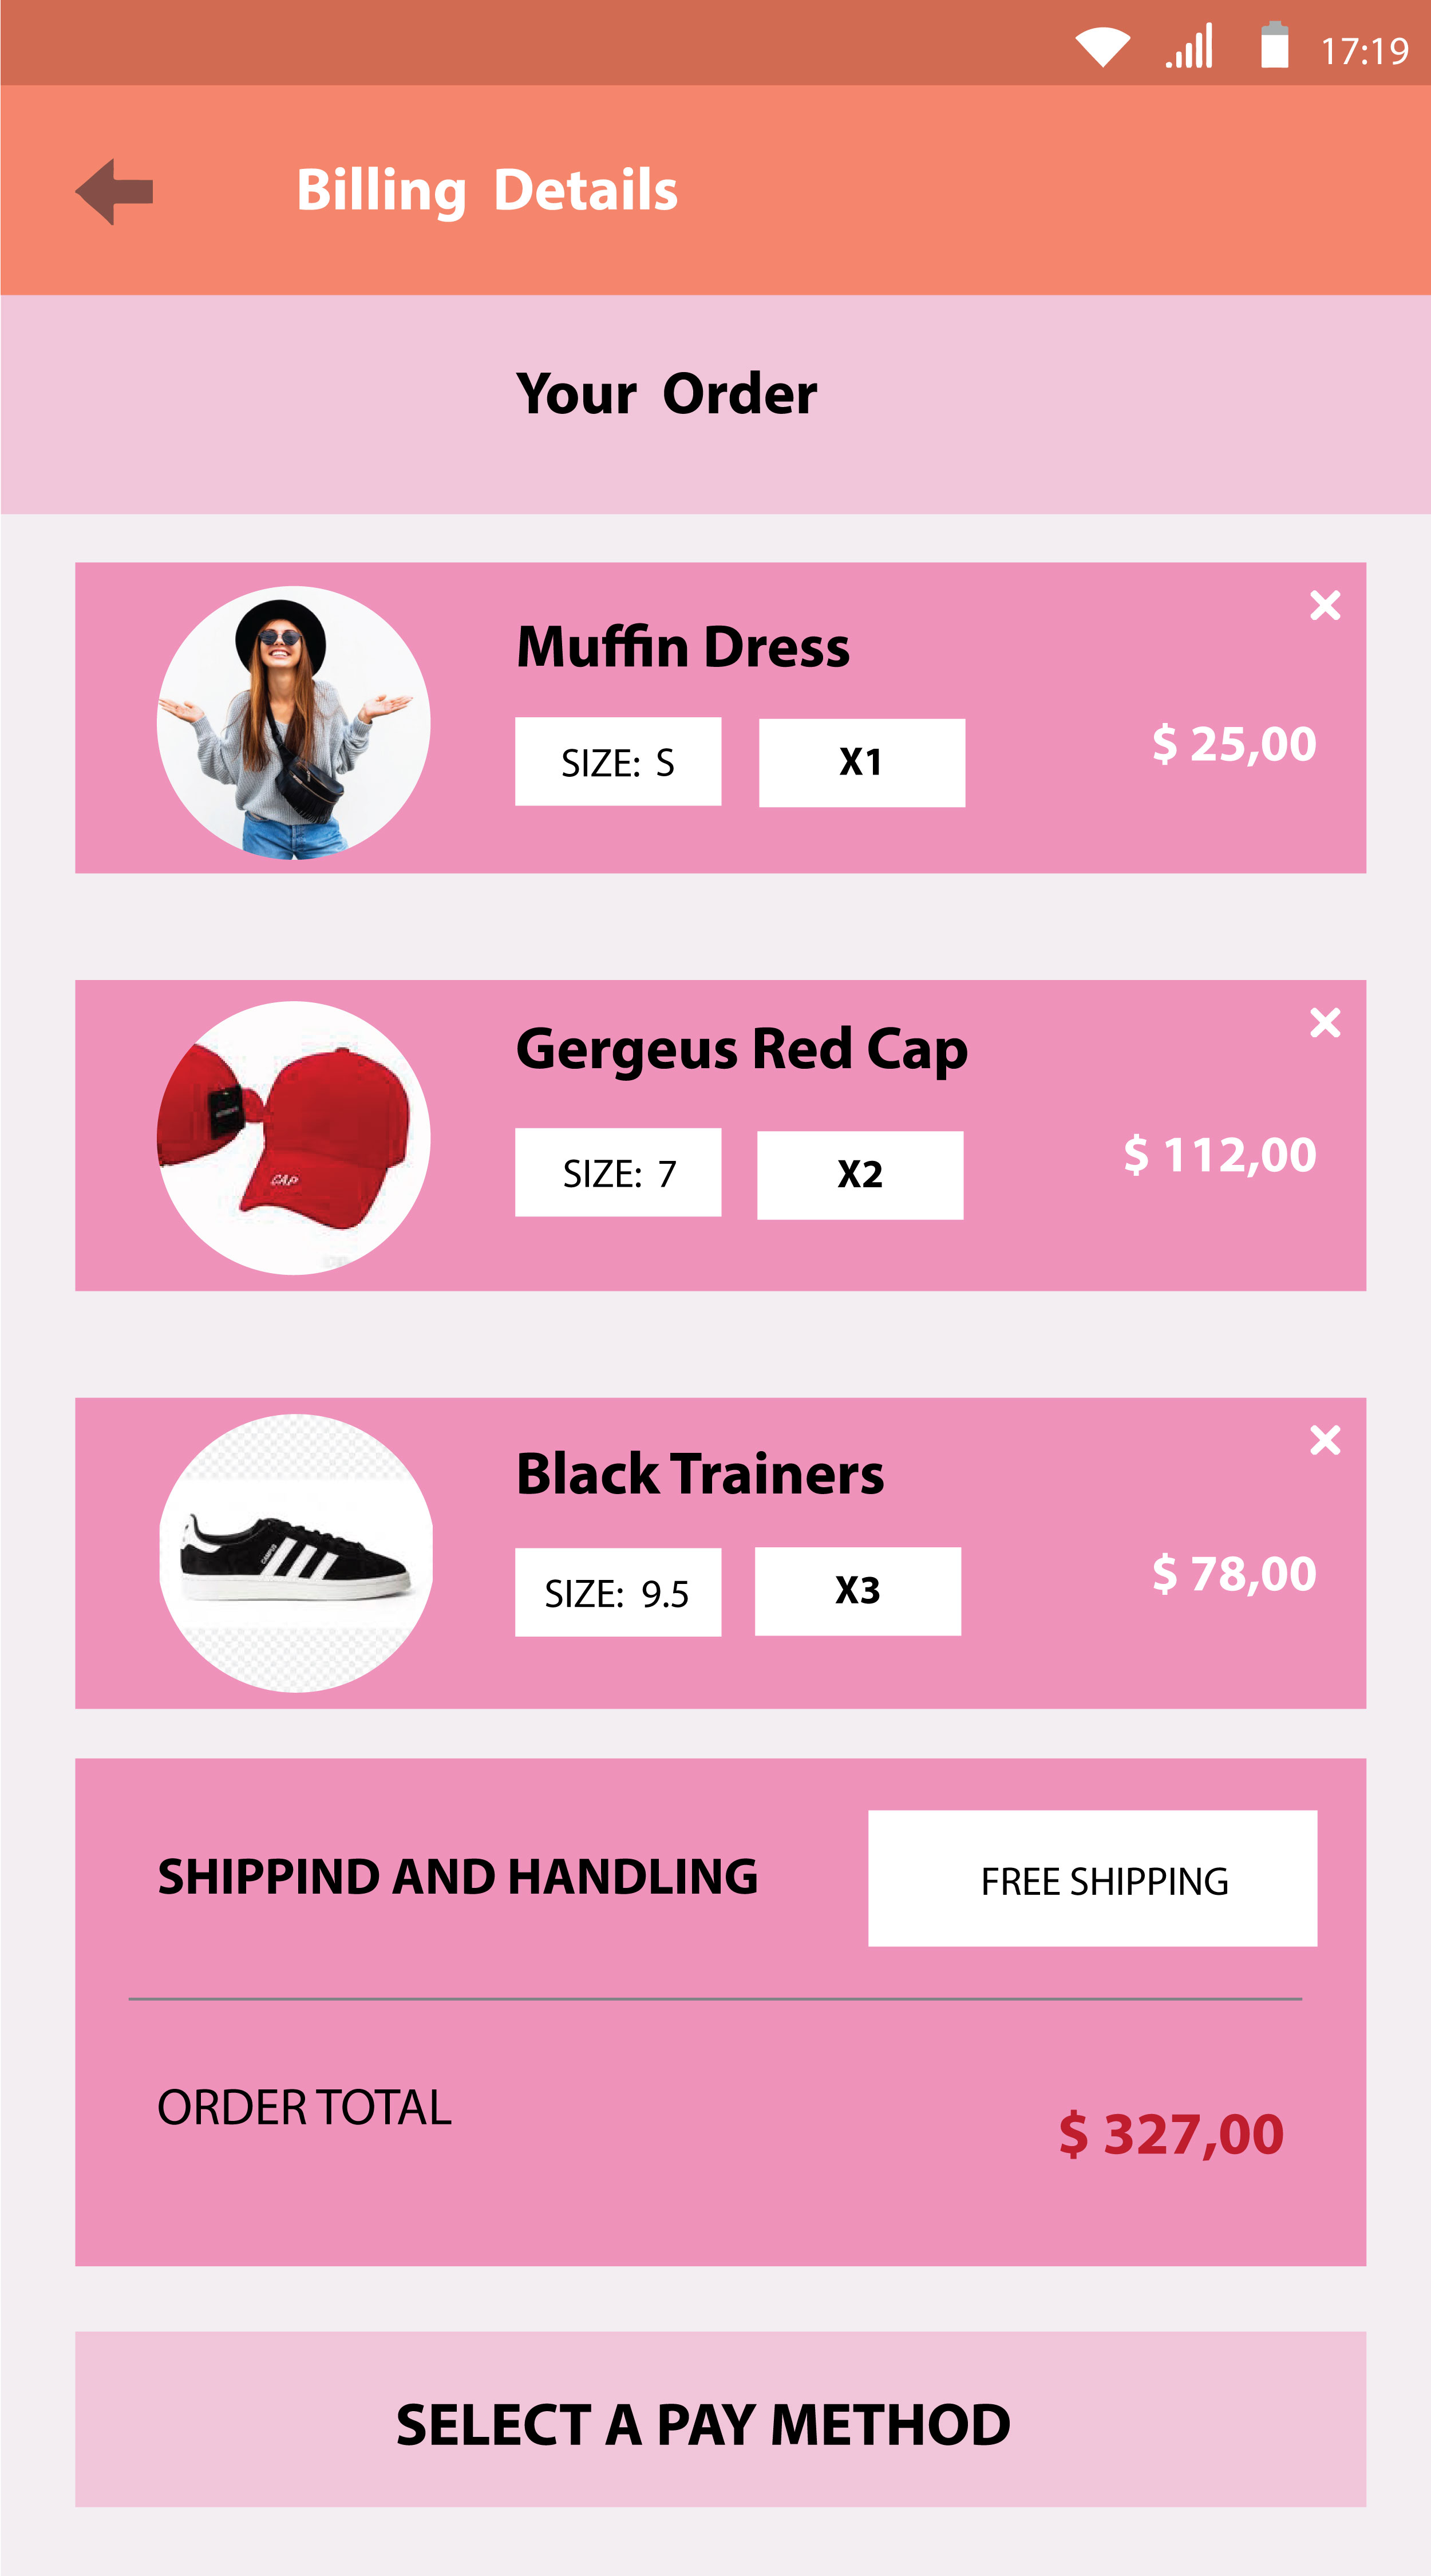 17:19
Billing Details
Your Order
Muffin Dress
SIZE: S
X1
$ 25,00
Gergeus Red Cap
CAP
SIZE: 7
X2
$ 112,00
Black Trainers
CAMPUS
SIZE: 9.5
X3
$ 78,00
SHIPPIND AND HANDLING
FREE SHIPPING
ORDER TOTAL
$ 327,00
SELECT A PAY METHOD